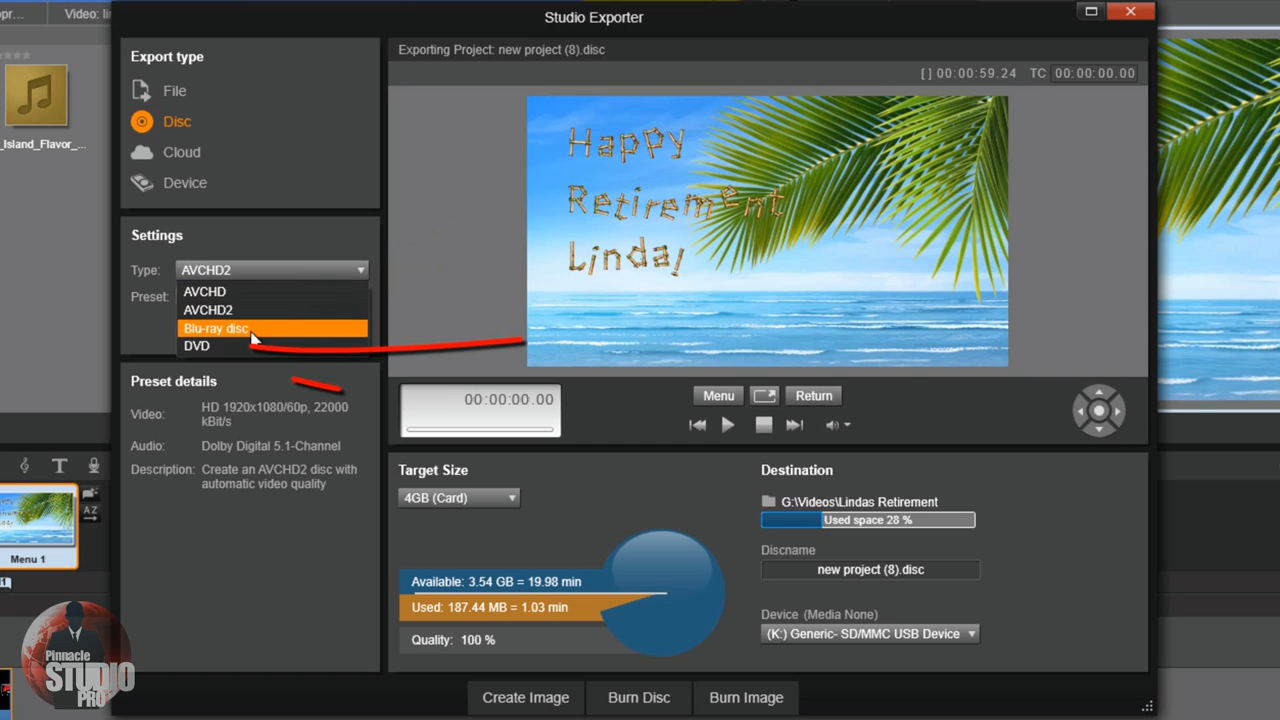 opr...
Video: li
Studio Exporter
Export type
File
Disc
Cloud
Device
_Island_Flavor_...
Exporting Project: new project (8).disc
[ ] 00:00:59.24 TC 00:00:00.00
Happy
Retirement
Linda!
Settings
Type: AVCHD2
AVCHD
AVCHD2
Blu-ray disc
DVD
Preset:
Preset details
Video: HD 1920x1080/60p, 22000
kBit/s
Audio: Dolby Digital 5.1-Channel
Description: Create an AVCHD2 disc with
automatic video quality
00:00:00.00
Menu
Return
Target Size
4GB (Card)
Available: 3.54 GB = 19.98 min
Used: 187.44 MB = 1.03 min
Quality: 100 %
Destination
G:\Videos\Lindas Retirement
Used space 28 %
Discname
new project (8).disc
Device (Media None)
(K:) Generic- SD/MMC USB Device
T
AZ
Menu 1
1
Pinnacle
STUDIO
PRO
Create Image
Burn Disc
Burn Image